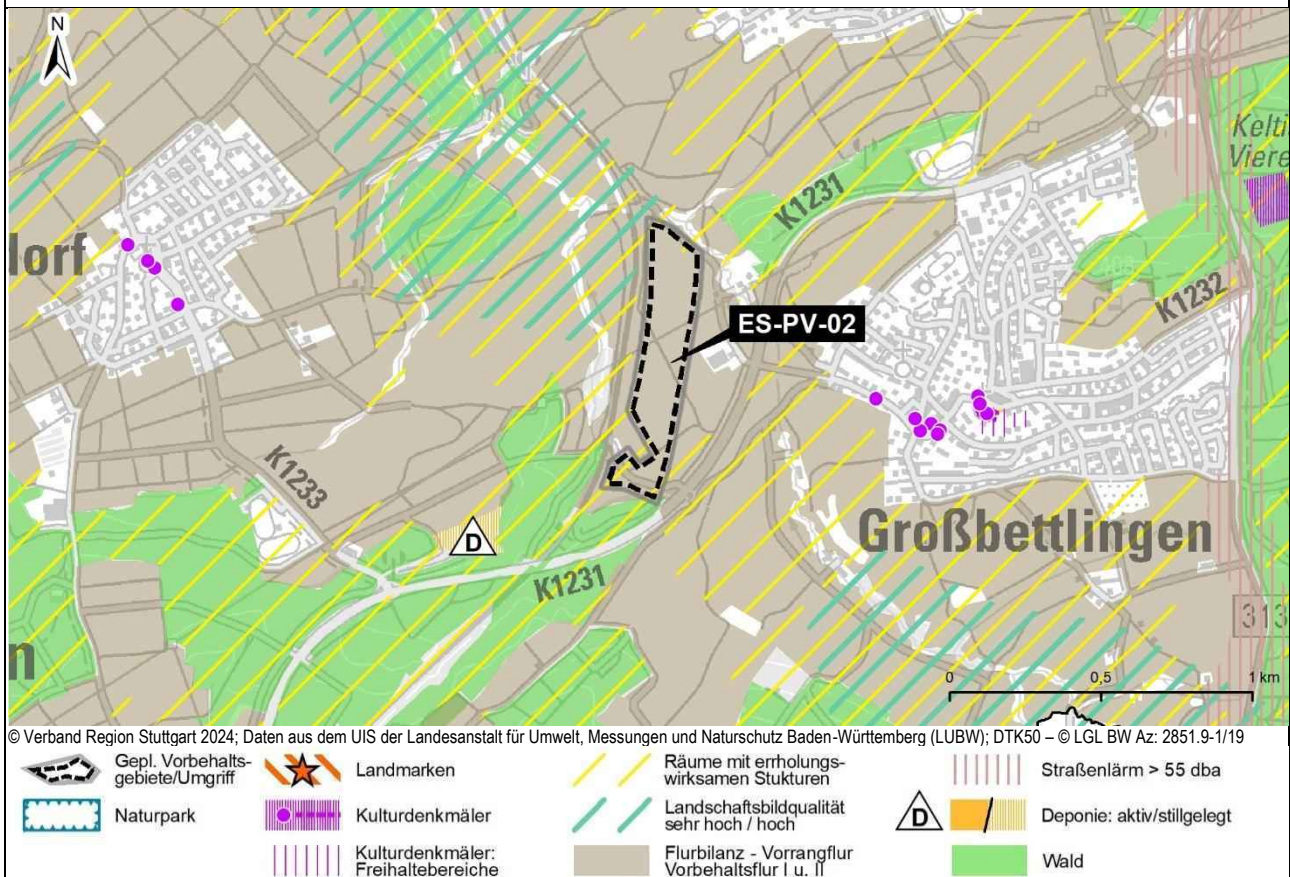 N
Kelti
Viere
K1231
dorf
K1232
ES-PV-02
K1233
Großbettlingen
D
K1231
313
n
0
0,5
1 km
© Verband Region Stuttgart 2024; Daten aus dem UIS der Landesanstalt für Umwelt, Messungen und Naturschutz Baden-Württemberg (LUBW); DTK50 – © LGL BW Az: 2851.9-1/19
Gepl. Vorbehalts-
gebiete/Umgriff
Landmarken
Räume mit errholungs-
wirksamen Stukturen
Straßenlärm > 55 dba
Naturpark
Kulturdenkmäler
Landschaftsbildqualität
sehr hoch / hoch
D
Deponie: aktiv/stillgelegt
Kulturdenkmäler:
Freihaltebereiche
Flurbilanz - Vorrangflur
Vorbehaltsflur I u. II
Wald